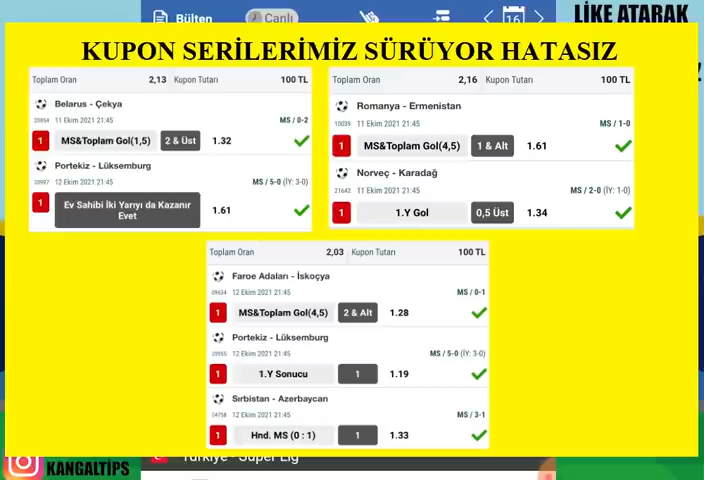 Bülten
Canlı
16
LİKE ATARAK
KUPON SERİLERİMİZ SÜRÜYOR HATASIZ
Toplam Oran 2,13 Kupon Tutarı 100 TL
Belarus - Çekya
11 Ekim 2021 21:45 MS / 0-2
1 MS&Toplam Gol(1,5) 2 & Üst 1.32
Portekiz - Lüksemburg
12 Ekim 2021 21:45 MS / 5-0 (İY: 3-0)
1 Ev Sahibi İki Yarıyı da Kazanır
Evet 1.61
Toplam Oran 2,16 Kupon Tutarı 100 TL
Romanya - Ermenistan
10039 11 Ekim 2021 21:45 MS / 1-0
1 MS&Toplam Gol(4,5) 1 & Alt 1.61
Norveç - Karadağ
21642 11 Ekim 2021 21:45 MS / 2-0 (İY: 1-0)
1 1.Y Gol 0,5 Üst 1.34
Toplam Oran 2,03 Kupon Tutarı 100 TL
Faroe Adaları - İskoçya
12 Ekim 2021 21:45 MS / 0-1
1 MS&Toplam Gol(4,5) 2 & Alt 1.28
Portekiz - Lüksemburg
12 Ekim 2021 21:45 MS / 5-0 (İY: 3-0)
1 1.Y Sonucu 1 1.19
Sırbistan - Azerbaycan
24758 12 Ekim 2021 21:45 MS / 3-1
1 Hnd. MS (0 : 1) 1 1.33
KANGALTİPS
Türkiye - Süper Lig